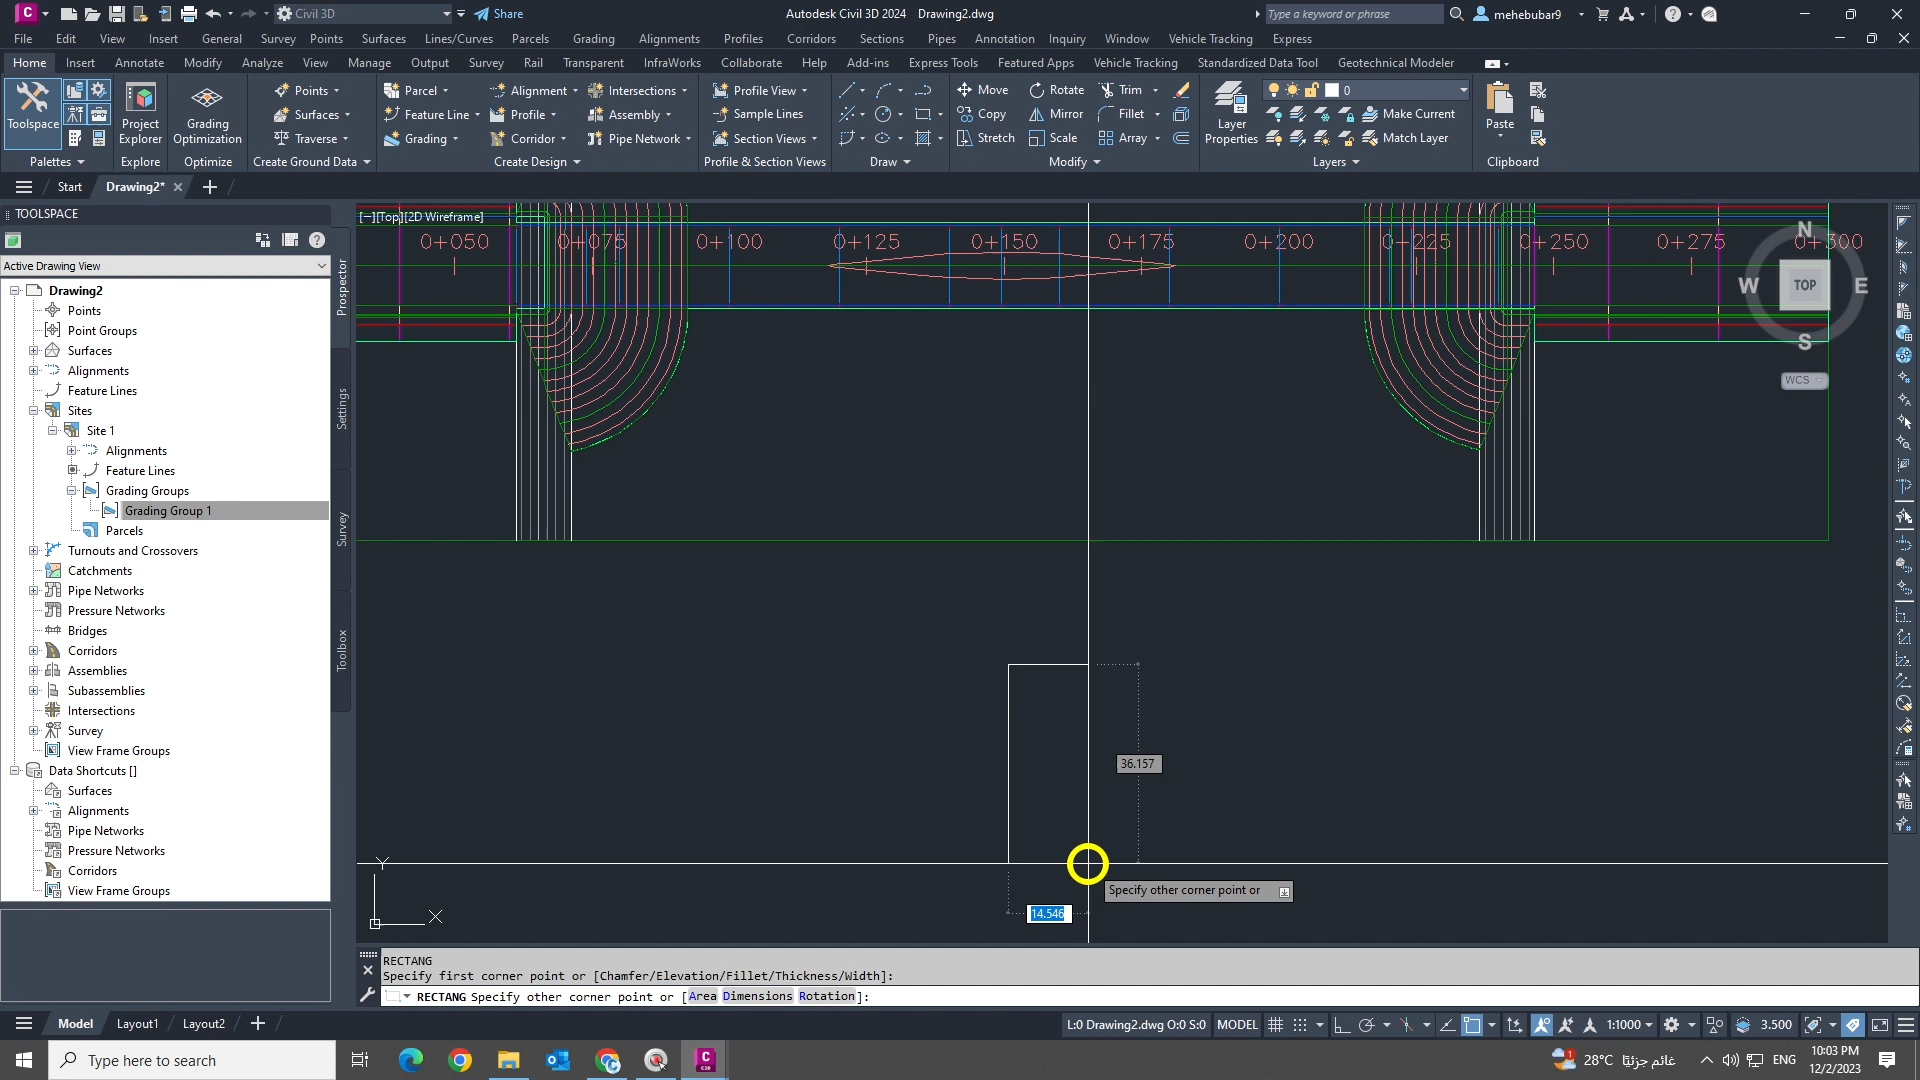 Civil 3D
Share
Autodesk Civil 3D 2024 Drawing2.dwg
Type a keyword or phrase
mehebubar9
File Edit View Insert General Survey Points Surfaces Lines/Curves Parcels Grading Alignments Profiles Corridors Sections Pipes Annotation Inquiry Window Vehicle Tracking Express
Home Insert Annotate Modify Analyze View Manage Output Survey Rail Transparent InfraWorks Collaborate Help Add-ins Express Tools Featured Apps Vehicle Tracking Standardized Data Tool Geotechnical Modeler
Points Parcel Alignment Intersections Profile View Move Rotate Trim 0
Toolspace Project Explorer Grading Optimization Surfaces Feature Line Profile Assembly Sample Lines Copy Mirror Fillet Layer Properties Make Current Paste
Traverse Grading Corridor Pipe Network Section Views Stretch Scale Array Match Layer
Palettes Explore Optimize Create Ground Data Create Design Profile & Section Views Draw Modify Layers Clipboard
Start Drawing2*
TOOLSPACE
Active Drawing View
Drawing2
Points
Point Groups
Surfaces
Alignments
Feature Lines
Sites
Site 1
Alignments
Feature Lines
Grading Groups
Grading Group 1
Parcels
Turnouts and Crossovers
Catchments
Pipe Networks
Pressure Networks
Bridges
Corridors
Assemblies
Subassemblies
Intersections
Survey
View Frame Groups
Data Shortcuts []
Surfaces
Alignments
Pipe Networks
Pressure Networks
Corridors
View Frame Groups
Prospector
Settings
Survey
Toolbox
[−][Top][2D Wireframe]
0+050 0+075 0+100 0+125 0+150 0+175 0+200 0+225 0+250 0+275 0+300
N
W TOP E
S
WCS
36.157
Specify other corner point or
14.546
Y
X
RECTANG
Specify first corner point or [Chamfer/Elevation/Fillet/Thickness/Width]:
RECTANG Specify other corner point or [Area Dimensions Rotation]:
Model Layout1 Layout2
L:0 Drawing2.dwg O:0 S:0 MODEL 1:1000 3.500
Type here to search
28°C غائم جزئيًا
ENG
10:03 PM
12/2/2023